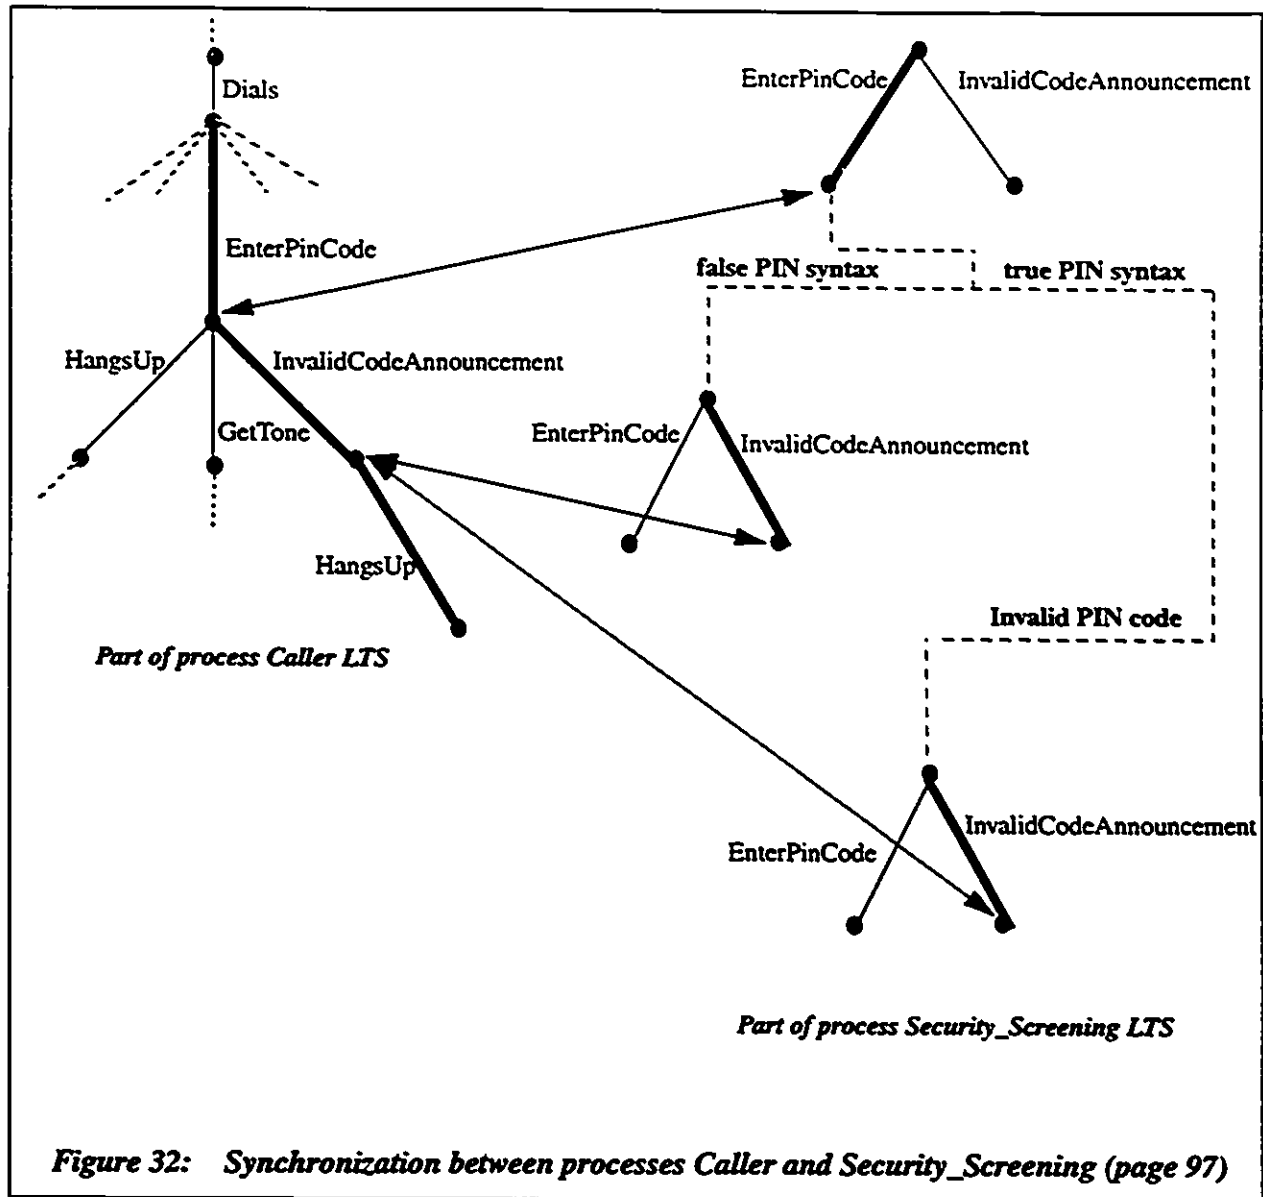 Dials
EnterPinCode
HangsUp
InvalidCodeAnnouncement
GetTone
HangsUp
Part of process Caller LTS
EnterPinCode
InvalidCodeAnnouncement
false PIN syntax
true PIN syntax
EnterPinCode
InvalidCodeAnnouncement
Invalid PIN code
InvalidCodeAnnouncement
EnterPinCode
Part of process Security_Screening LTS
Figure 32: Synchronization between processes Caller and Security_Screening (page 97)